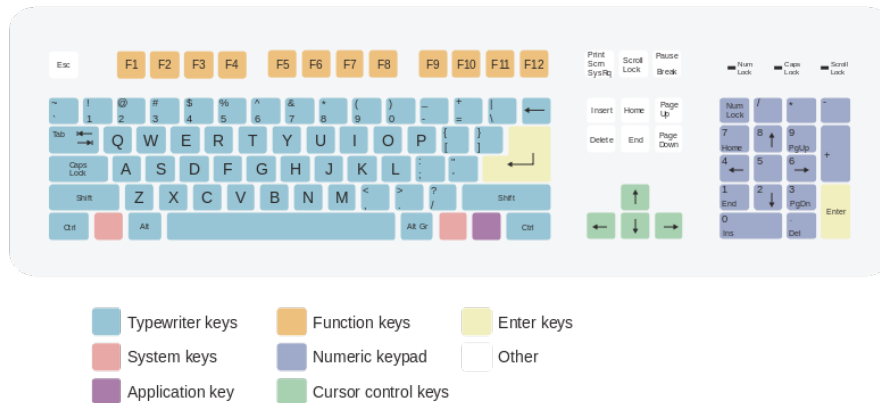 Esc F1 F2 F3 F4 F5 F6 F7 F8 F9 F10 F11 F12
Print Scm SysRq
Scroll Lock
Pause Break
Num Lock
Caps Lock
Scroll Lock
~ ! @ # $ % ^ & * ( ) _ + |
` 1 2 3 4 5 6 7 8 9 0 - = \
Insert Home Page Up
Num Lock / * -
Tab Q W E R T Y U I O P { [ } ]
Delete End Page Down
7 Home 8 9 PgUp +
Caps Lock A S D F G H J K L : ; " .
4 5 6
Shift Z X C V B N M < , > . ? / Shift
1 End 2 3 PgDn Enter
Ctrl Alt Alt Gr Ctrl
0 Ins . Del
Typewriter keys Function keys Enter keys
System keys Numeric keypad Other
Application key Cursor control keys